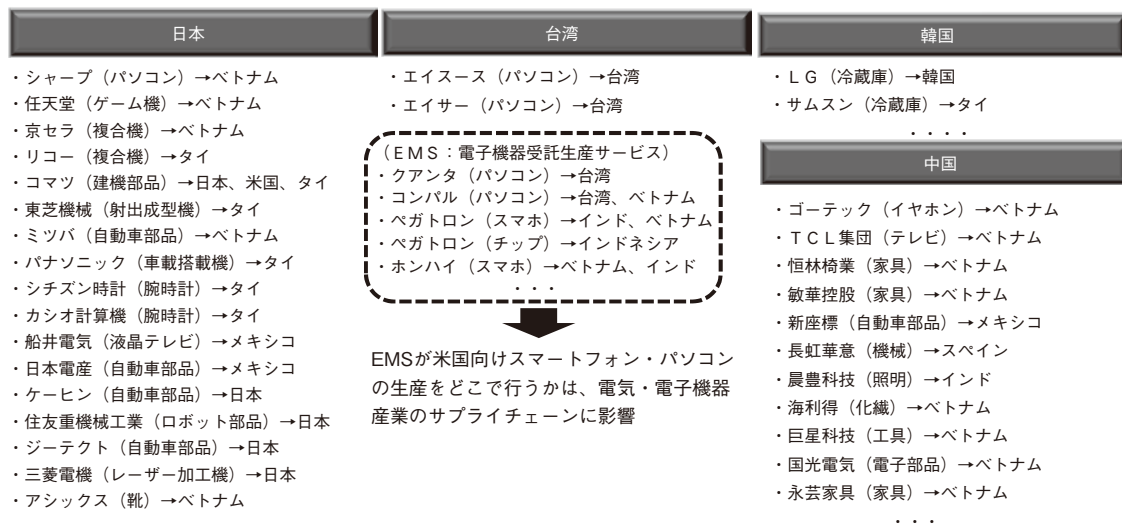 日本
・シャープ（パソコン）→ベトナム
・任天堂（ゲーム機）→ベトナム
・京セラ（複合機）→ベトナム
・リコー（複合機）→タイ
・コマツ（建機部品）→日本、米国、タイ
・東芝機械（射出成型機）→タイ
・ミツバ（自動車部品）→ベトナム
・パナソニック（車載搭載機）→タイ
・シチズン時計（腕時計）→タイ
・カシオ計算機（腕時計）→タイ
・船井電気（液晶テレビ）→メキシコ
・日本電産（自動車部品）→メキシコ
・ケーヒン（自動車部品）→日本
・住友重機械工業（ロボット部品）→日本
・ジーテクト（自動車部品）→日本
・三菱電機（レーザー加工機）→日本
・アシックス（靴）→ベトナム
台湾
・エイスース（パソコン）→台湾
・エイサー（パソコン）→台湾
（ＥＭＳ：電子機器受託生産サービス）
・クアンタ（パソコン）→台湾
・コンパル（パソコン）→台湾、ベトナム
・ペガトロン（スマホ）→インド、ベトナム
・ペガトロン（チップ）→インドネシア
・ホンハイ（スマホ）→ベトナム、インド
・・・
EMSが米国向けスマートフォン・パソコン
の生産をどこで行うかは、電気・電子機器
産業のサプライチェーンに影響
韓国
・ＬＧ（冷蔵庫）→韓国
・サムスン（冷蔵庫）→タイ
・・・・
中国
・ゴーテック（イヤホン）→ベトナム
・ＴＣＬ集団（テレビ）→ベトナム
・恒林椅業（家具）→ベトナム
・敏華控股（家具）→ベトナム
・新座標（自動車部品）→メキシコ
・長虹華意（機械）→スペイン
・晨豊科技（照明）→インド
・海利得（化繊）→ベトナム
・巨星科技（工具）→ベトナム
・国光電気（電子部品）→ベトナム
・永芸家具（家具）→ベトナム
・・・